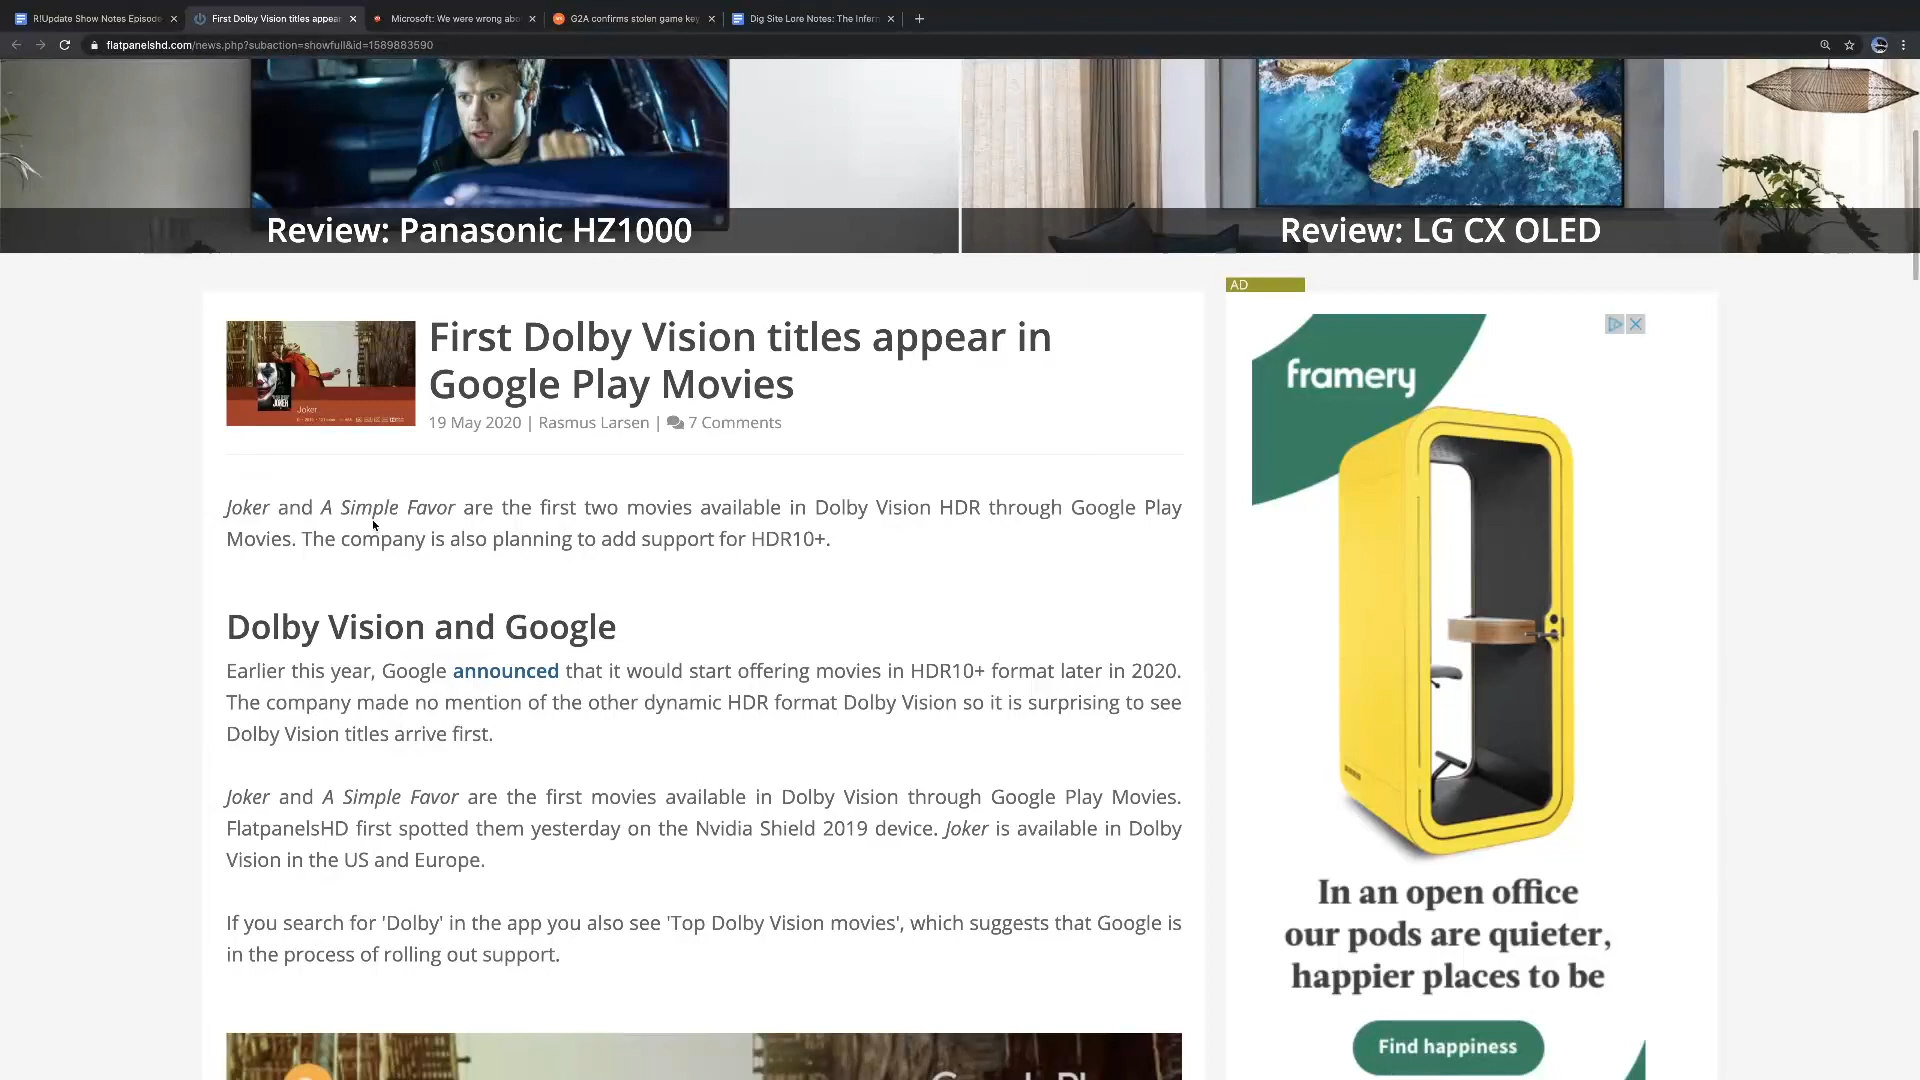 R!Update Show Notes Episode
First Dolby Vision titles appear
Microsoft: We were wrong abo
G2A confirms stolen game key
Dig Site Lore Notes: The Infern
flatpanelshd.com/news.php?subaction=showfull&id=1589883590
Review: Panasonic HZ1000
Review: LG CX OLED
AD
JOKER
Joker
First Dolby Vision titles appear in
Google Play Movies
19 May 2020 | Rasmus Larsen | 7 Comments
Joker and A Simple Favor are the first two movies available in Dolby Vision HDR through Google Play
Movies. The company is also planning to add support for HDR10+.
Dolby Vision and Google
Earlier this year, Google announced that it would start offering movies in HDR10+ format later in 2020.
The company made no mention of the other dynamic HDR format Dolby Vision so it is surprising to see
Dolby Vision titles arrive first.
Joker and A Simple Favor are the first movies available in Dolby Vision through Google Play Movies.
FlatpanelsHD first spotted them yesterday on the Nvidia Shield 2019 device. Joker is available in Dolby
Vision in the US and Europe.
If you search for 'Dolby' in the app you also see 'Top Dolby Vision movies', which suggests that Google is
in the process of rolling out support.
framery
In an open office
our pods are quieter,
happier places to be
Find happiness